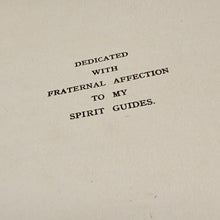 DEDICATED
WITH
FRATERNAL AFFECTION
TO MY
SPIRIT GUIDES.